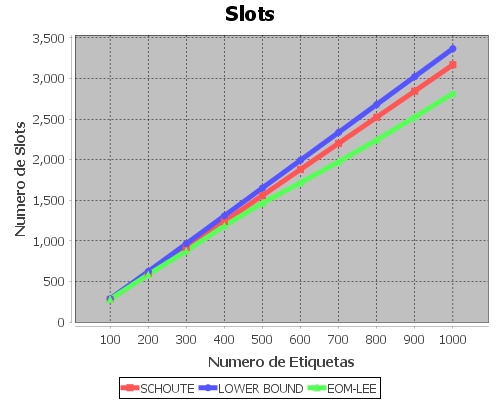 Slots
3,500
3,000
2,500
2,000
1,500
1,000
500
0
Numero de Slots
100 200 300 400 500 600 700 800 900 1000
Numero de Etiquetas
SCHOUTE LOWER BOUND EOM-LEE